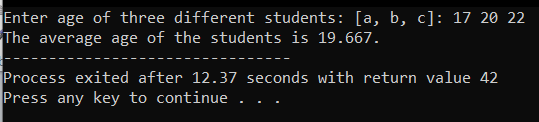 Enter age of three different students: [a, b, c]: 17 20 22
The average age of the students is 19.667.
--------------------------------
Process exited after 12.37 seconds with return value 42
Press any key to continue . . .